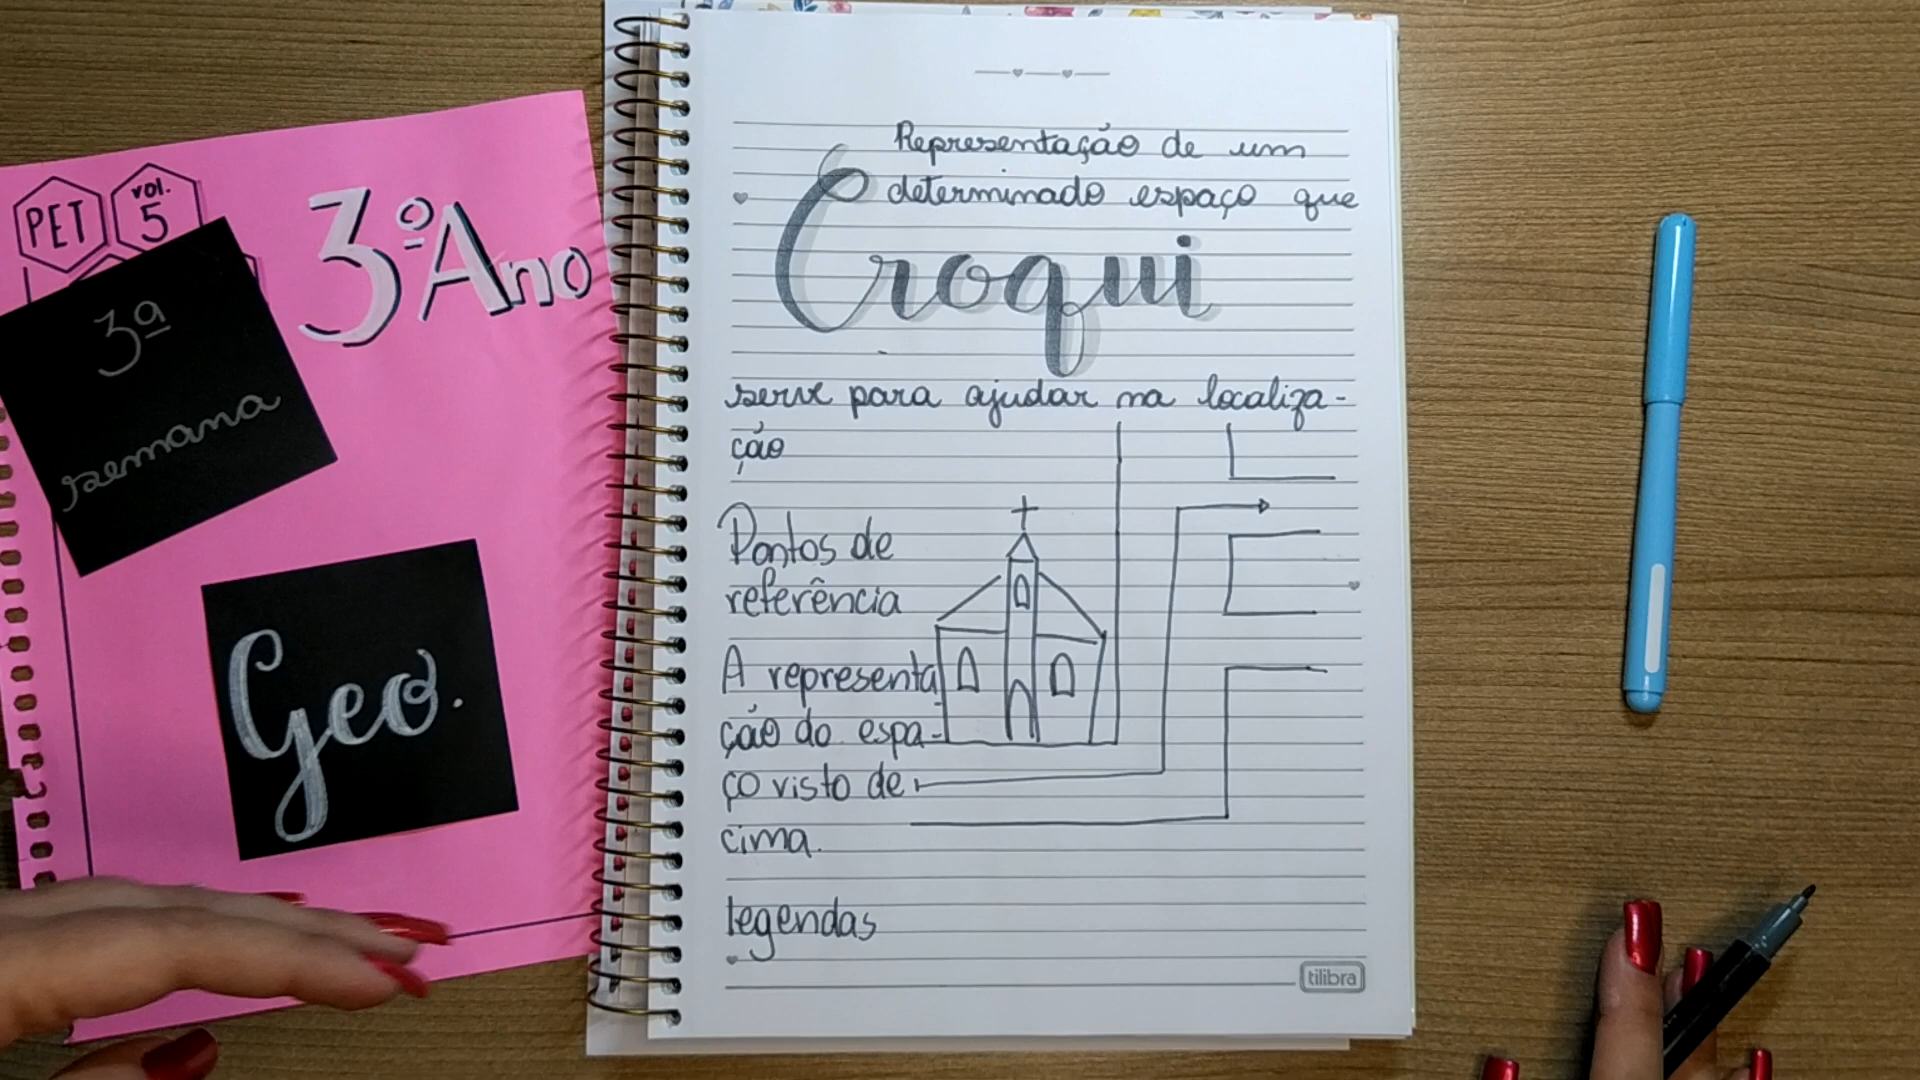 PET
vol.
5
3º Ano
3ª
semana
Geo.
Representação de um
determinado espaço que
Croqui
serve para ajudar na localiza-
ção
Pontos de
referência
A representa
ção do espa-
ço visto de
cima.
legendas
tilibra